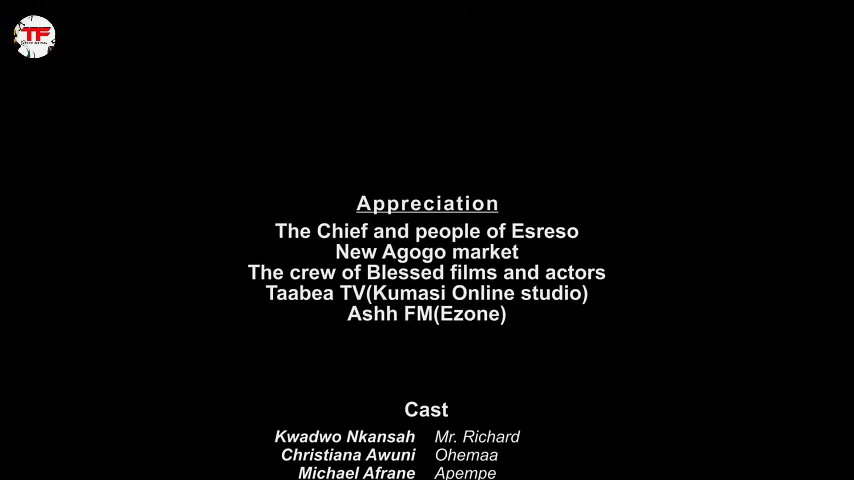 TF
Appreciation
The Chief and people of Esreso
New Agogo market
The crew of Blessed films and actors
Taabea TV(Kumasi Online studio)
Ashh FM(Ezone)
Cast
Kwadwo Nkansah Mr. Richard
Christiana Awuni Ohemaa
Michael Afrane Apempe